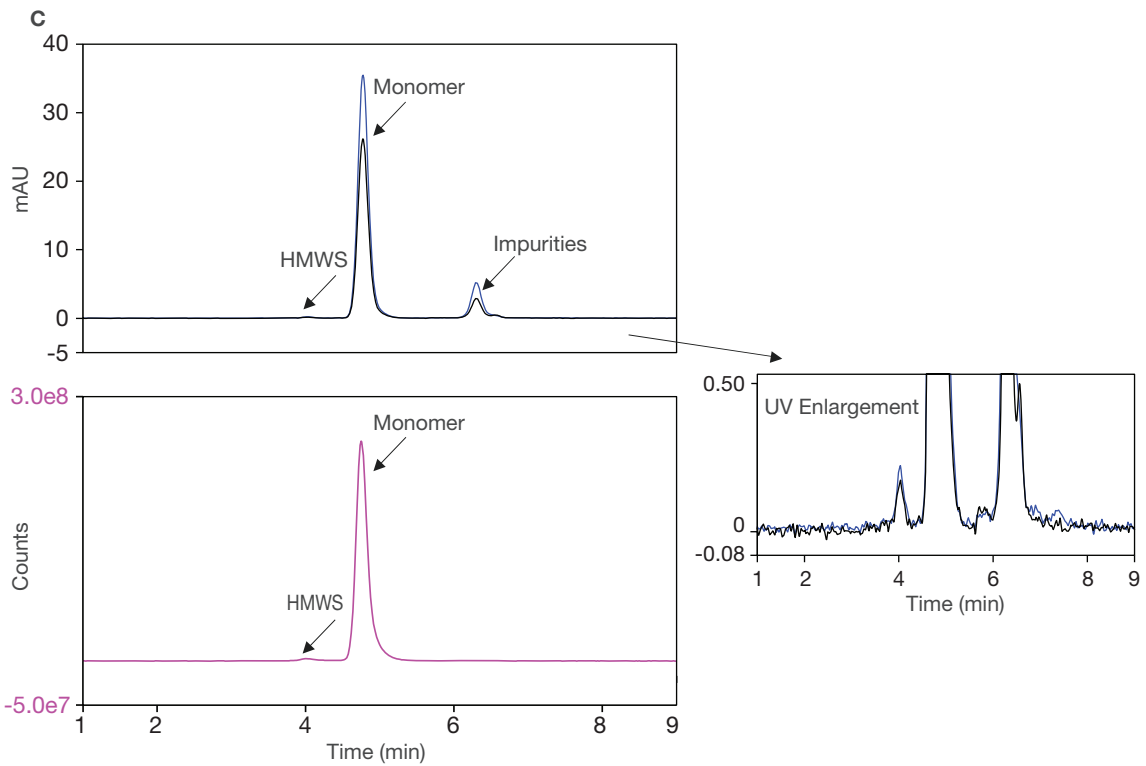 C
40
30
20
10
0
-5
mAU
Monomer
HMWS
Impurities
3.0e8
-5.0e7
Counts
Monomer
HMWS
1 2 4 6 8 9
Time (min)
UV Enlargement
0.50
0
-0.08
1 2 4 6 8 9
Time (min)